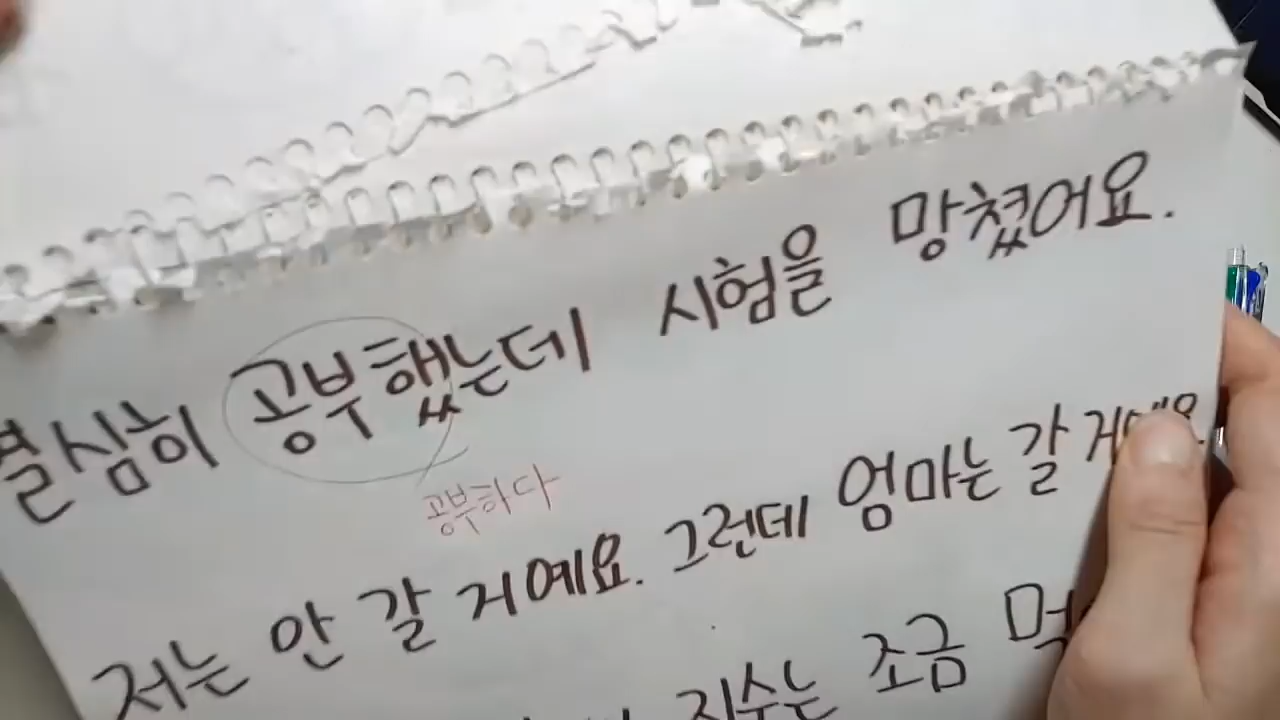 열심히 공부했는데 시험을 망쳤어요.
공부하다
저는 안 갈 거예요. 그런데 엄마는 갈 거예요
지수는 조금